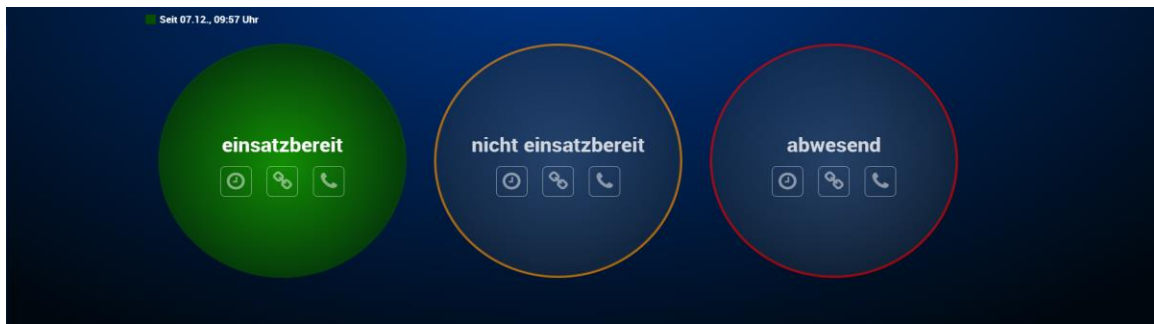 Seit 07.12., 09:57 Uhr
einsatzbereit
nicht einsatzbereit
abwesend